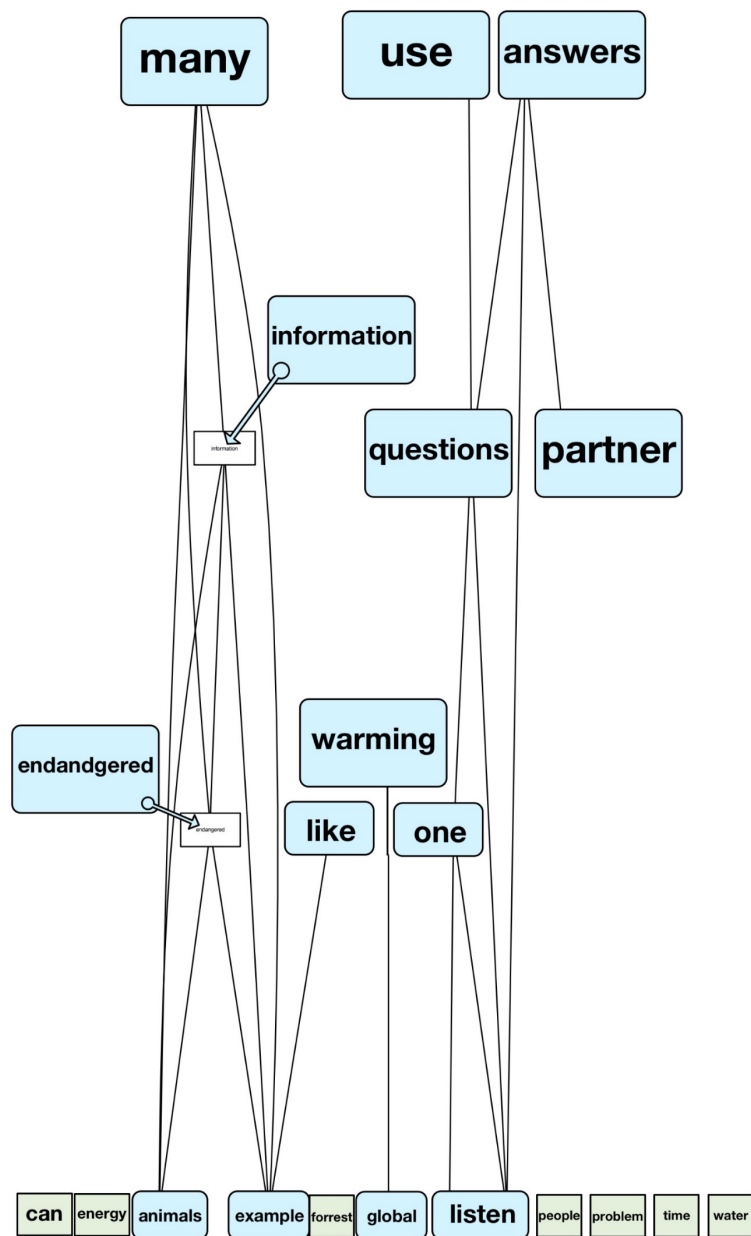 many
use
answers
information
information
questions
partner
warming
endandgered
endangered
like
one
can
energy
animals
example
forrest
global
listen
people
problem
time
water